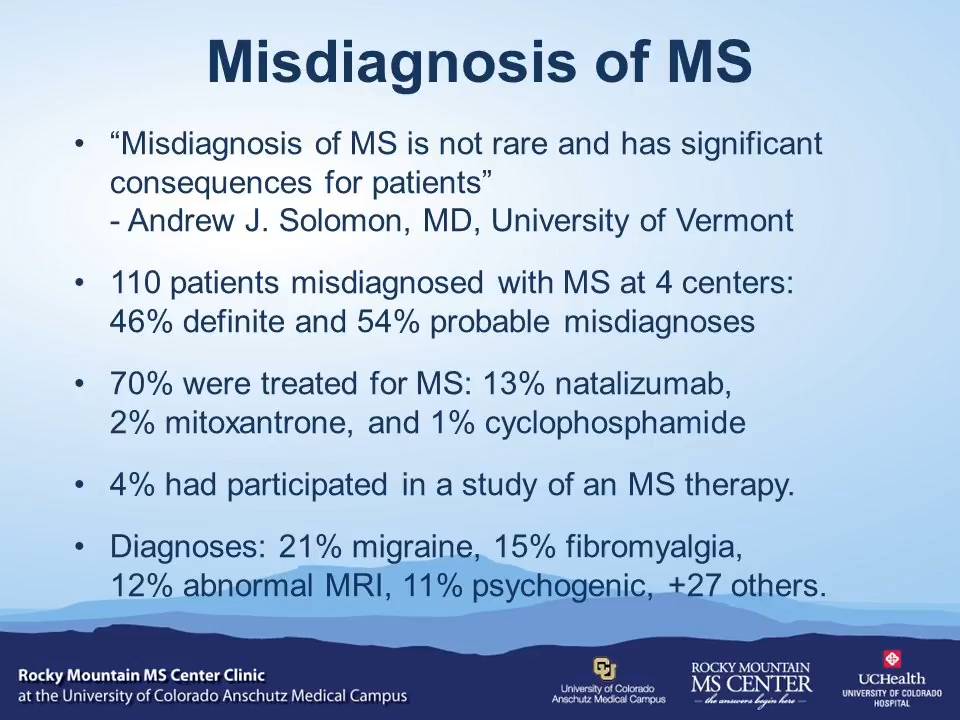 Misdiagnosis of MS
• “Misdiagnosis of MS is not rare and has significant
consequences for patients”
- Andrew J. Solomon, MD, University of Vermont
• 110 patients misdiagnosed with MS at 4 centers:
46% definite and 54% probable misdiagnoses
• 70% were treated for MS: 13% natalizumab,
2% mitoxantrone, and 1% cyclophosphamide
• 4% had participated in a study of an MS therapy.
• Diagnoses: 21% migraine, 15% fibromyalgia,
12% abnormal MRI, 11% psychogenic, +27 others.
Rocky Mountain MS Center Clinic
at the University of Colorado Anschutz Medical Campus
CU
University of Colorado
Anschutz Medical Campus
ROCKY MOUNTAIN
MS CENTER
the answers begin here
UCHealth
UNIVERSITY OF COLORADO
HOSPITAL